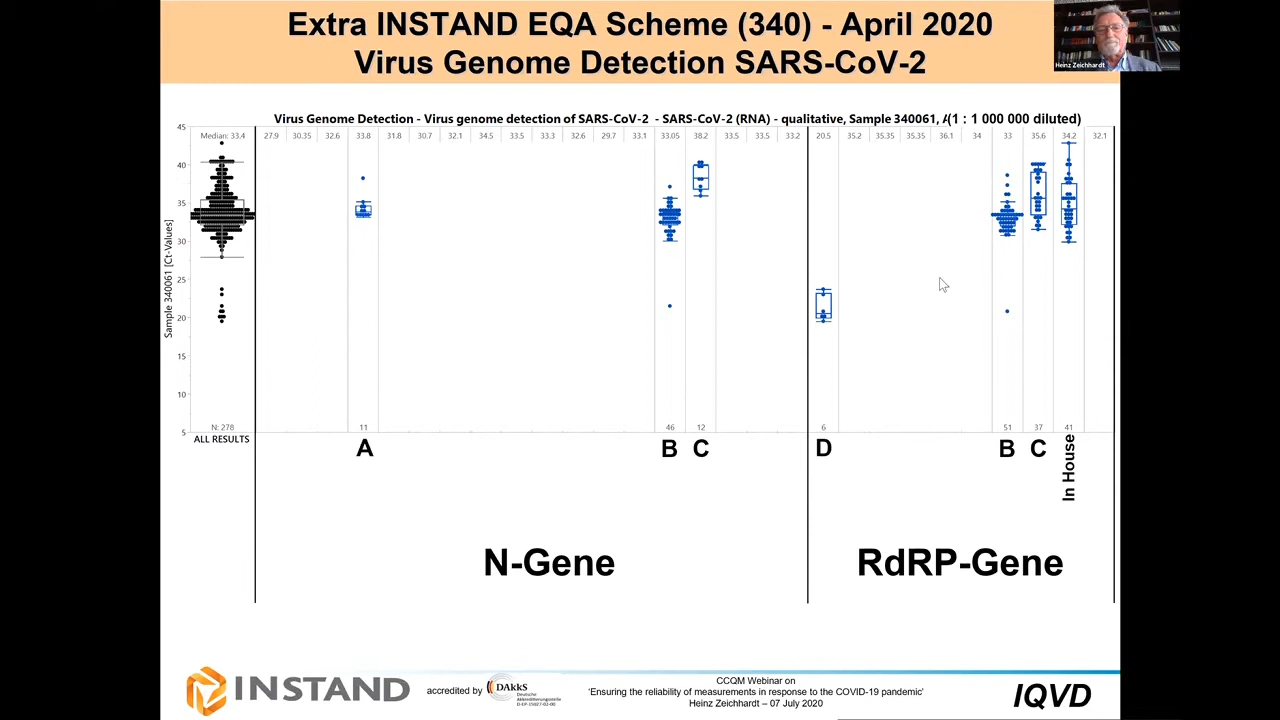 Extra INSTAND EQA Scheme (340) - April 2020
Virus Genome Detection SARS-CoV-2
Heinz Zeichhardt
Virus Genome Detection - Virus genome detection of SARS-CoV-2 - SARS-CoV-2 (RNA) - qualitative, Sample 340061, (1 : 1 000 000 diluted)
Median: 33.4 27.9 30.35 32.6 33.8 31.8 30.7 32.1 34.5 33.5 33.3 32.6 29.7 33.1 33.05 38.2 33.5 33.5 33.2 20.5 35.2 35.35 35.35 36.1 34 33 35.6 34.2 32.1
45
40
35
30
25
20
15
10
5
Sample 340061 [Ct-Values]
N: 278 11 46 12 6 51 37 41
ALL RESULTS A B C D B C
In House
N-Gene RdRP-Gene
INSTAND
accredited by
DAkkS
Deutsche
Akkreditierungsstelle
D-EP-15027-02-00
CCQM Webinar on
‘Ensuring the reliability of measurements in response to the COVID-19 pandemic’
Heinz Zeichhardt – 07 July 2020
IQVD